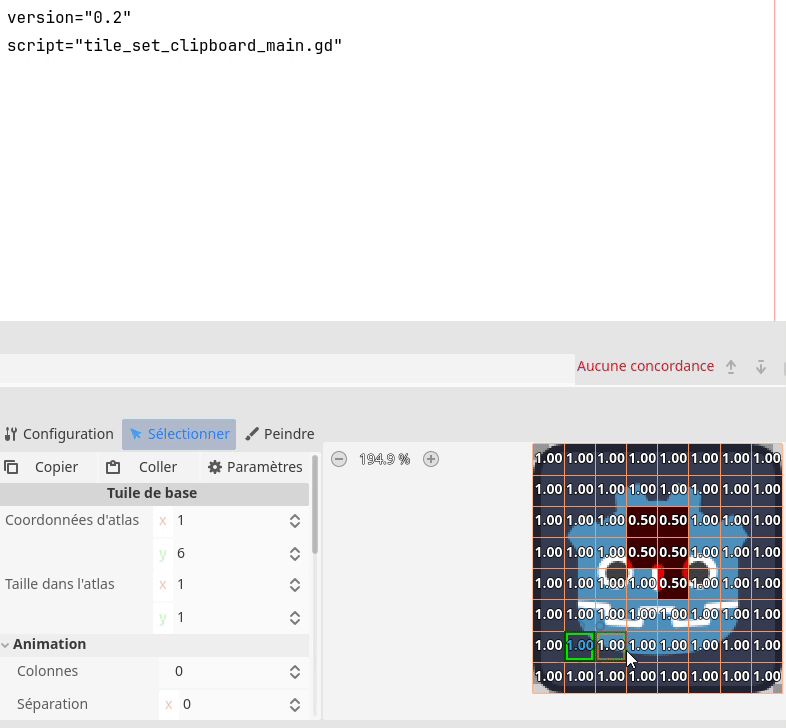 version="0.2"
script="tile_set_clipboard_main.gd"
Aucune concordance
Configuration Sélectionner Peindre
Copier Coller Paramètres
194.9 %
Tuile de base
Coordonnées d'atlas x 1
y 6
Taille dans l'atlas x 1
y 1
Animation
Colonnes 0
Séparation x 0
1.00 1.00 1.00 1.00 1.00 1.00 1.00 1.00
1.00 1.00 1.00 1.00 1.00 1.00 1.00 1.00
1.00 1.00 1.00 0.50 0.50 1.00 1.00 1.00
1.00 1.00 1.00 0.50 0.50 1.00 1.00 1.00
1.00 1.00 1.00 1.00 0.50 1.00 1.00 1.00
1.00 1.00 1.00 1.00 1.00 1.00 1.00 1.00
1.00 1.00 1.00 1.00 1.00 1.00 1.00 1.00
1.00 1.00 1.00 1.00 1.00 1.00 1.00 1.00